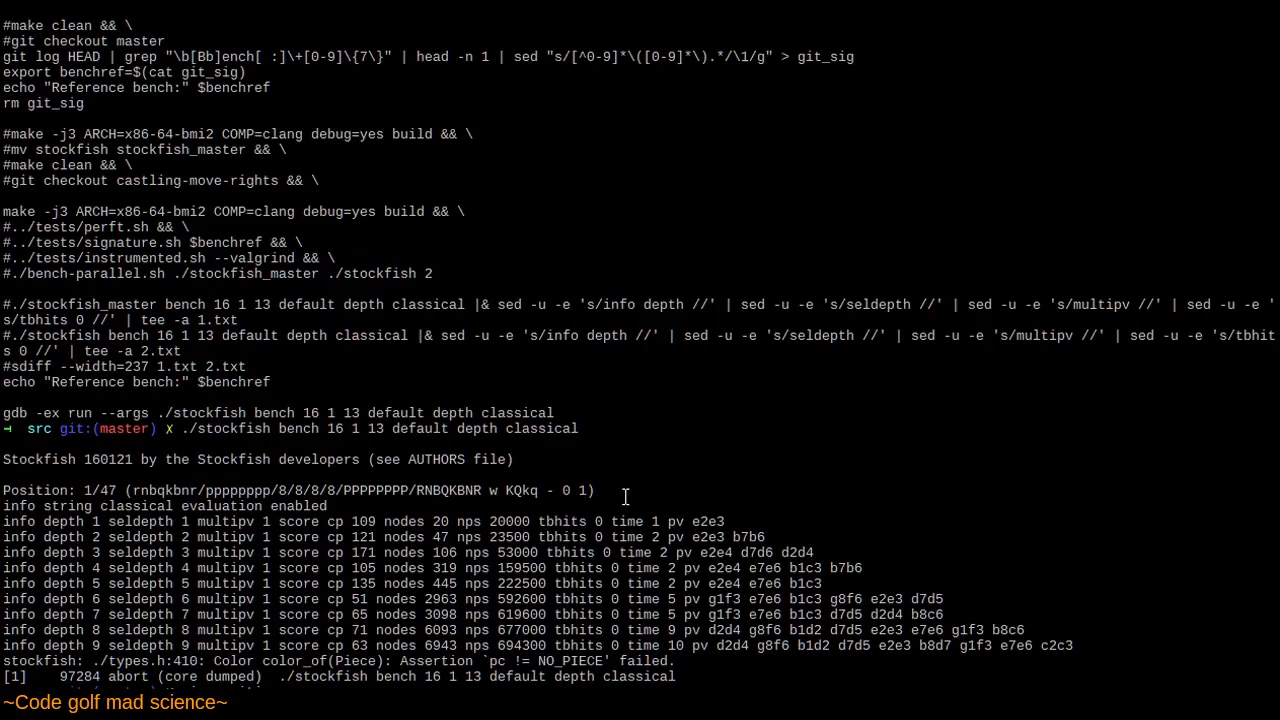 #make clean && \
#git checkout master
git log HEAD | grep "\b[Bb]ench[ :]\+[0-9]\{7\}" | head -n 1 | sed "s/[^0-9]*\([0-9]*\).*/\1/g" > git_sig
export benchref=$(cat git_sig)
echo "Reference bench:" $benchref
rm git_sig
#make -j3 ARCH=x86-64-bmi2 COMP=clang debug=yes build && \
#mv stockfish stockfish_master && \
#make clean && \
#git checkout castling-move-rights && \
make -j3 ARCH=x86-64-bmi2 COMP=clang debug=yes build && \
#../tests/perft.sh && \
#../tests/signature.sh $benchref && \
#../tests/instrumented.sh --valgrind && \
#./bench-parallel.sh ./stockfish_master ./stockfish 2
#./stockfish_master bench 16 1 13 default depth classical |& sed -u -e 's/info depth //' | sed -u -e 's/seldepth //' | sed -u -e 's/multipv //' | sed -u -e '
s/tbhits 0 //' | tee -a 1.txt
#./stockfish bench 16 1 13 default depth classical |& sed -u -e 's/info depth //' | sed -u -e 's/seldepth //' | sed -u -e 's/multipv //' | sed -u -e 's/tbhit
s 0 //' | tee -a 2.txt
#sdiff --width=237 1.txt 2.txt
echo "Reference bench:" $benchref
gdb -ex run --args ./stockfish bench 16 1 13 default depth classical
src git:(master) ✗ ./stockfish bench 16 1 13 default depth classical
Stockfish 160121 by the Stockfish developers (see AUTHORS file)
Position: 1/47 (rnbqkbnr/pppppppp/8/8/8/8/PPPPPPPP/RNBQKBNR w KQkq - 0 1)
info string classical evaluation enabled
info depth 1 seldepth 1 multipv 1 score cp 109 nodes 20 nps 20000 tbhits 0 time 1 pv e2e3
info depth 2 seldepth 2 multipv 1 score cp 121 nodes 47 nps 23500 tbhits 0 time 2 pv e2e3 b7b6
info depth 3 seldepth 3 multipv 1 score cp 171 nodes 106 nps 53000 tbhits 0 time 2 pv e2e4 d7d6 d2d4
info depth 4 seldepth 4 multipv 1 score cp 105 nodes 319 nps 159500 tbhits 0 time 2 pv e2e4 e7e6 b1c3 b7b6
info depth 5 seldepth 5 multipv 1 score cp 135 nodes 445 nps 222500 tbhits 0 time 2 pv e2e4 e7e6 b1c3
info depth 6 seldepth 6 multipv 1 score cp 51 nodes 2963 nps 592600 tbhits 0 time 5 pv g1f3 e7e6 b1c3 g8f6 e2e3 d7d5
info depth 7 seldepth 7 multipv 1 score cp 65 nodes 3098 nps 619600 tbhits 0 time 5 pv g1f3 e7e6 b1c3 d7d5 d2d4 b8c6
info depth 8 seldepth 8 multipv 1 score cp 71 nodes 6093 nps 677000 tbhits 0 time 9 pv d2d4 g8f6 b1d2 d7d5 e2e3 e7e6 g1f3 b8c6
info depth 9 seldepth 9 multipv 1 score cp 63 nodes 6943 nps 694300 tbhits 0 time 10 pv d2d4 g8f6 b1d2 d7d5 e2e3 b8d7 g1f3 e7e6 c2c3
stockfish: ./types.h:410: Color color_of(Piece): Assertion `pc != NO_PIECE' failed.
[1]    97284 abort (core dumped)  ./stockfish bench 16 1 13 default depth classical
~Code golf mad science~